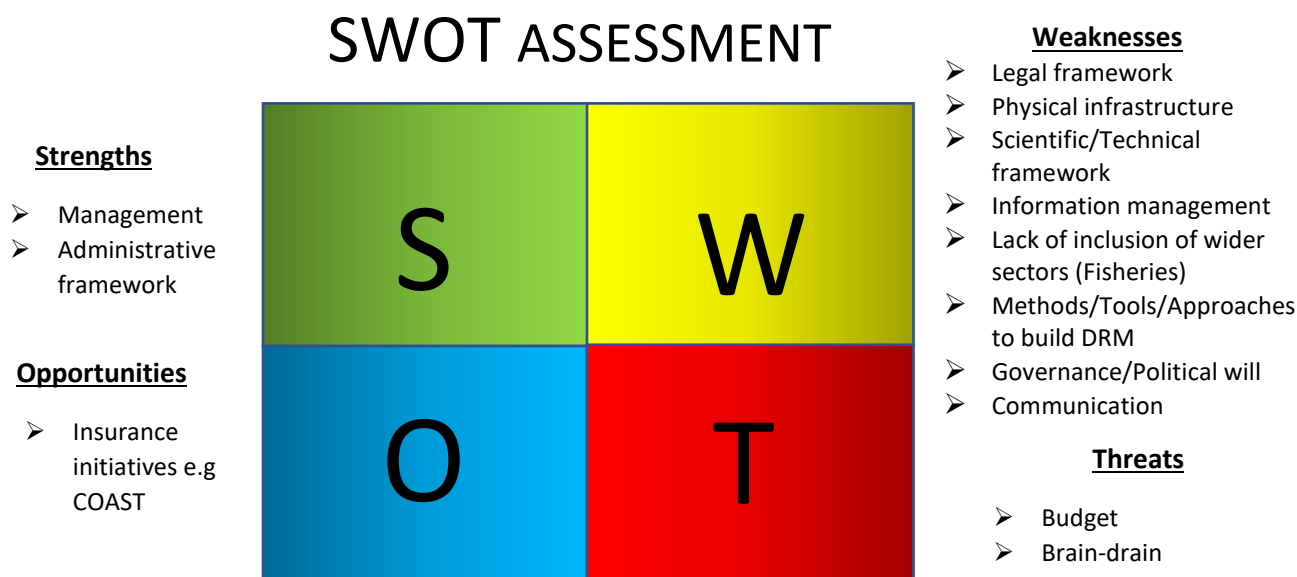 SWOT ASSESSMENT
Strengths
➢ Management
➢ Administrative
framework
Opportunities
➢ Insurance
initiatives e.g
COAST
S
W
O
T
Weaknesses
➢ Legal framework
➢ Physical infrastructure
➢ Scientific/Technical
framework
➢ Information management
➢ Lack of inclusion of wider
sectors (Fisheries)
➢ Methods/Tools/Approaches
to build DRM
➢ Governance/Political will
➢ Communication
Threats
➢ Budget
➢ Brain-drain